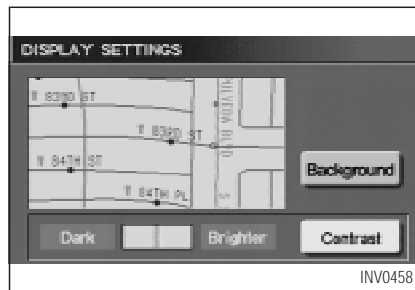 DISPLAY SETTINGS
W 83RD ST
W 83RD ST
W 84TH ST
W 84TH PL
Background
Dark Brighter Contrast
INV0458